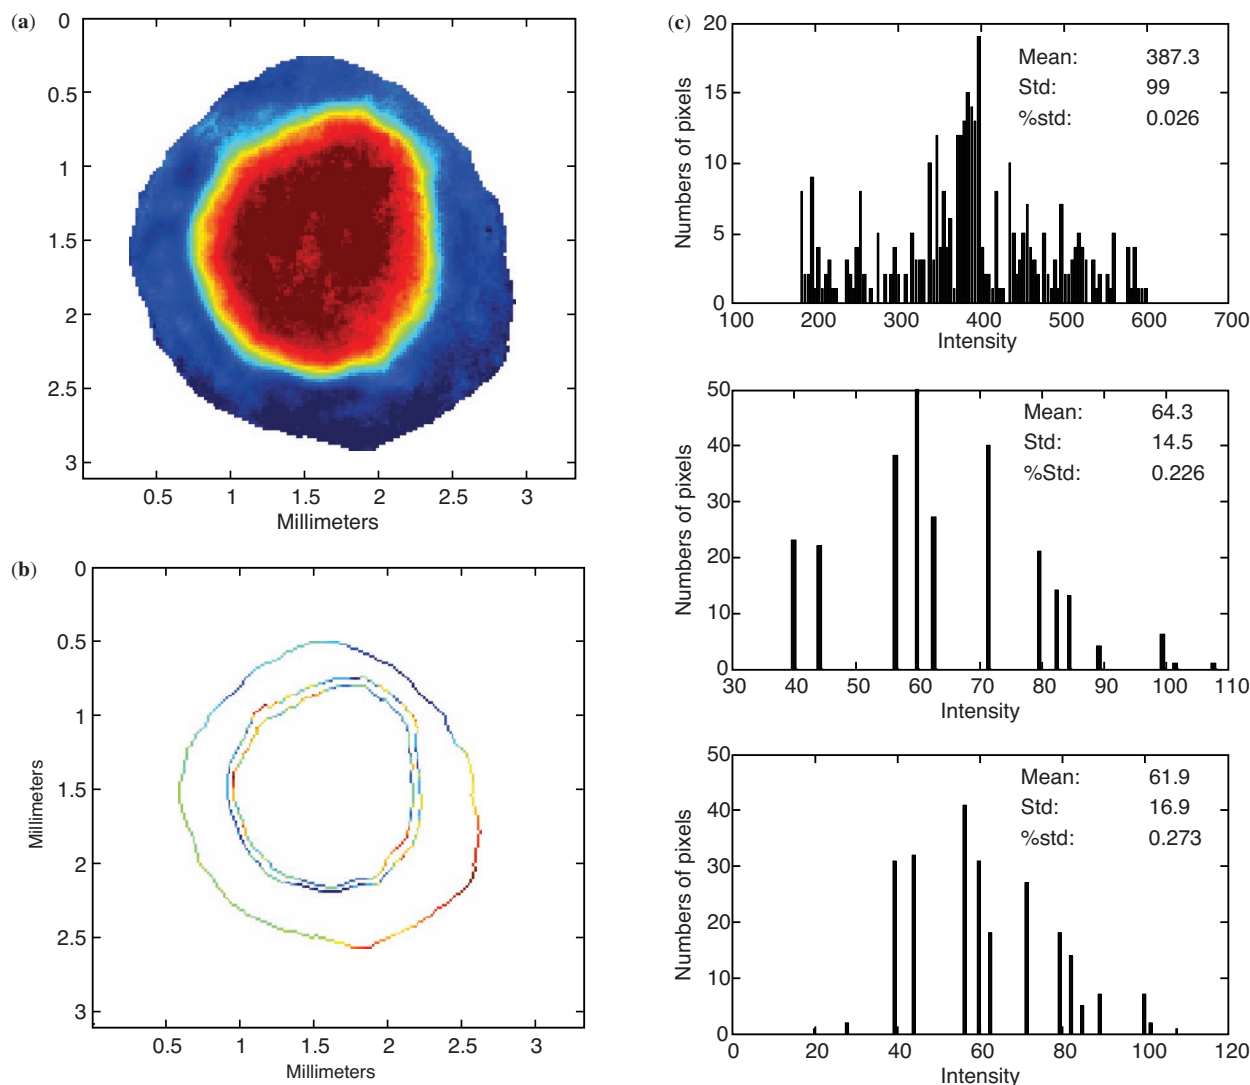 (a)
0
0.5
1
1.5
2
2.5
3
0.5 1 1.5 2 2.5 3
Millimeters
(b)
0
0.5
1
1.5
2
2.5
3
Millimeters
0.5 1 1.5 2 2.5 3
Millimeters
(c)
20
15
10
5
0
Numbers of pixels
Mean: 387.3
Std: 99
%std: 0.026
100 200 300 400 500 600 700
Intensity
50
40
30
20
10
0
Numbers of pixels
Mean: 64.3
Std: 14.5
%Std: 0.226
30 40 50 60 70 80 90 100 110
Intensity
50
40
30
20
10
0
Numbers of pixels
Mean: 61.9
Std: 16.9
%std: 0.273
0 20 40 60 80 100 120
Intensity